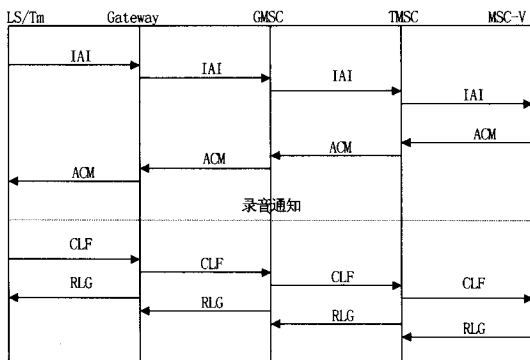 LS/Tm Gateway GMSC TMSC MSC-V
IAI
IAI
IAI
IAI
ACM
ACM
ACM
ACM
录音通知
CLF
CLF
CLF
CLF
RLG
RLG
RLG
RLG